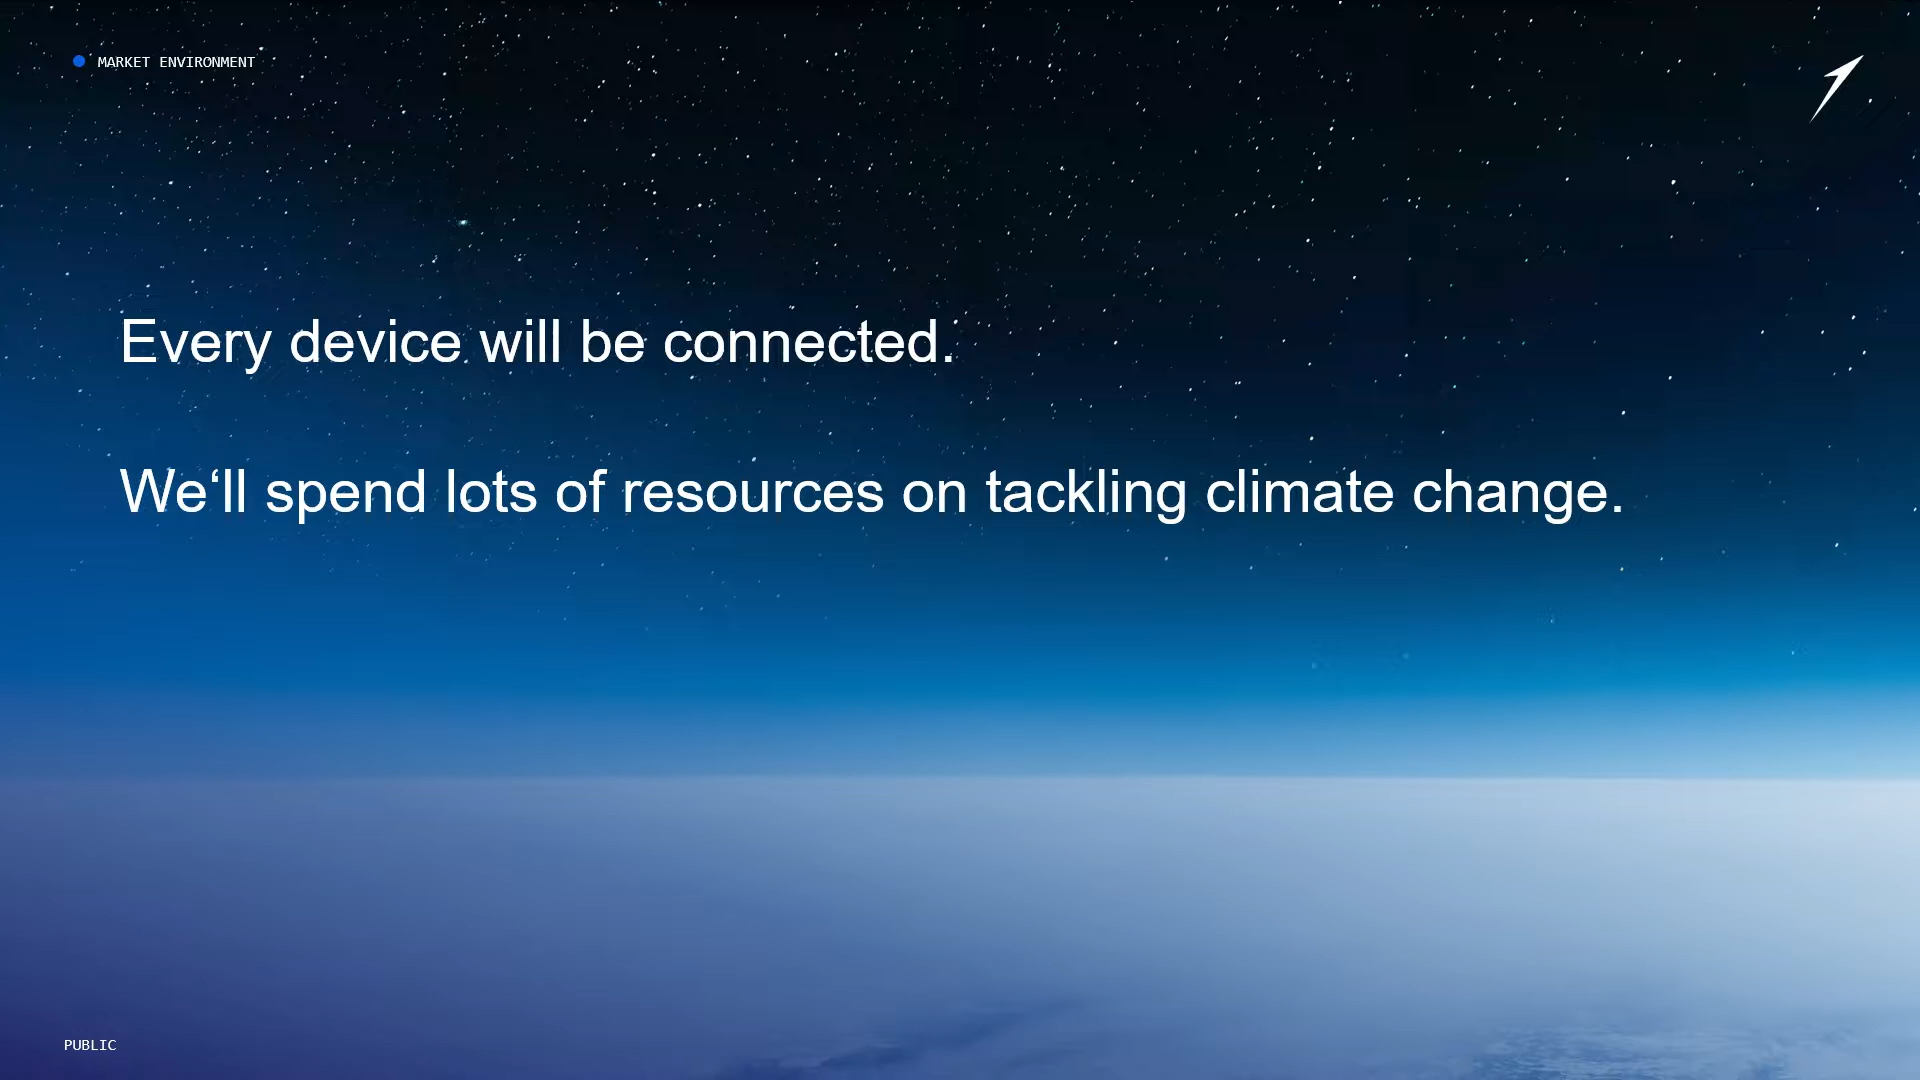 MARKET ENVIRONMENT
Every device will be connected.
We‘ll spend lots of resources on tackling climate change.
PUBLIC